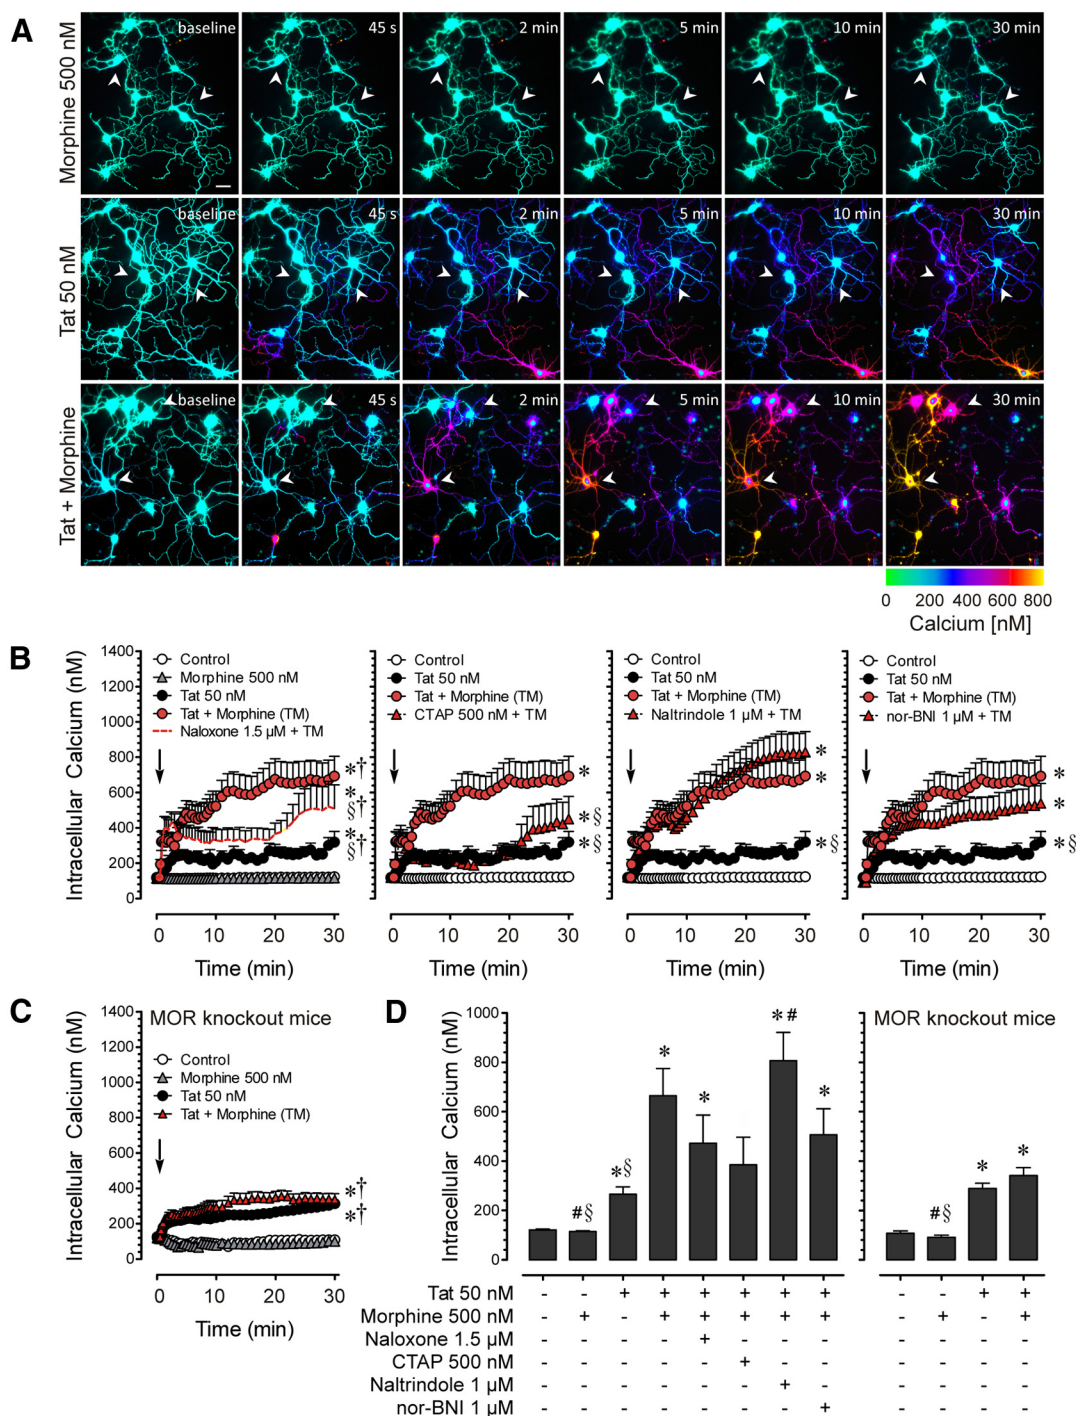 A
Morphine 500 nM
baseline
45 s
2 min
5 min
10 min
30 min
Tat 50 nM
baseline
45 s
2 min
5 min
10 min
30 min
Tat + Morphine
baseline
45 s
2 min
5 min
10 min
30 min
0 200 400 600 800
Calcium [nM]
B
Intracellular Calcium (nM)
1400
1200
1000
800
600
400
200
0
Control
Morphine 500 nM
Tat 50 nM
Tat + Morphine (TM)
Naloxone 1.5 µM + TM
*†
*
§†
*
§†
0 10 20 30
Time (min)
Control
Tat 50 nM
Tat + Morphine (TM)
CTAP 500 nM + TM
*
*§
*§
0 10 20 30
Time (min)
Control
Tat 50 nM
Tat + Morphine (TM)
Naltrindole 1 µM + TM
*
*
*§
0 10 20 30
Time (min)
Control
Tat 50 nM
Tat + Morphine (TM)
nor-BNI 1 µM + TM
*
*
*§
0 10 20 30
Time (min)
C
Intracellular Calcium (nM)
1400
1200
1000
800
600
400
200
0
MOR knockout mice
Control
Morphine 500 nM
Tat 50 nM
Tat + Morphine (TM)
*†
*†
0 10 20 30
Time (min)
D
Intracellular Calcium (nM)
1000
800
600
400
200
0
#§
*§
*
*
*#
*
MOR knockout mice
#§
*
*
Tat 50 nM - - + + + + + + - - + +
Morphine 500 nM - + - + + + + + - + - +
Naloxone 1.5 µM - - - - + - - - - - - -
CTAP 500 nM - - - - - + - - - - - -
Naltrindole 1 µM - - - - - - + - - - - -
nor-BNI 1 µM - - - - - - - + - - - -